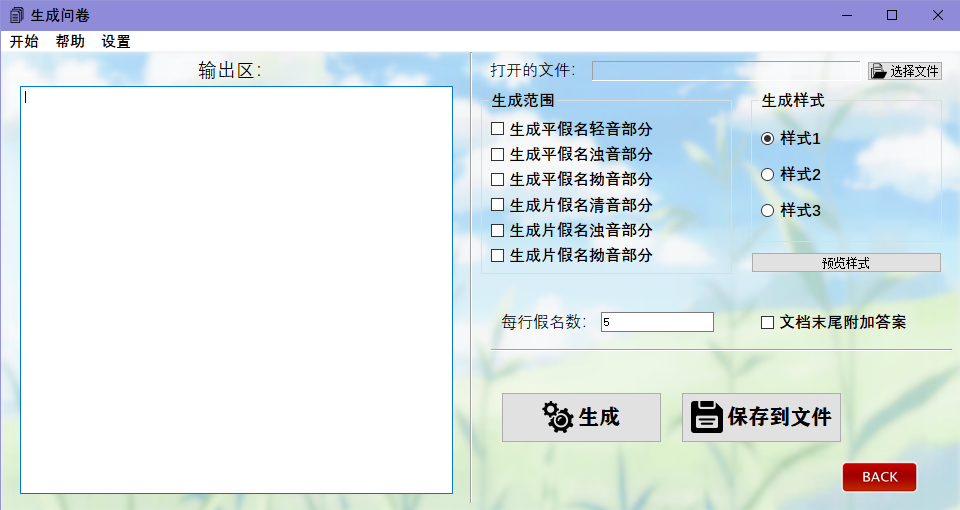 生成问卷
开始 帮助 设置
输出区:
打开的文件: 选择文件
生成范围
生成平假名轻音部分
生成平假名浊音部分
生成平假名拗音部分
生成片假名清音部分
生成片假名浊音部分
生成片假名拗音部分
生成样式
样式1
样式2
样式3
预览样式
每行假名数: 5
文档末尾附加答案
生成 保存到文件
BACK